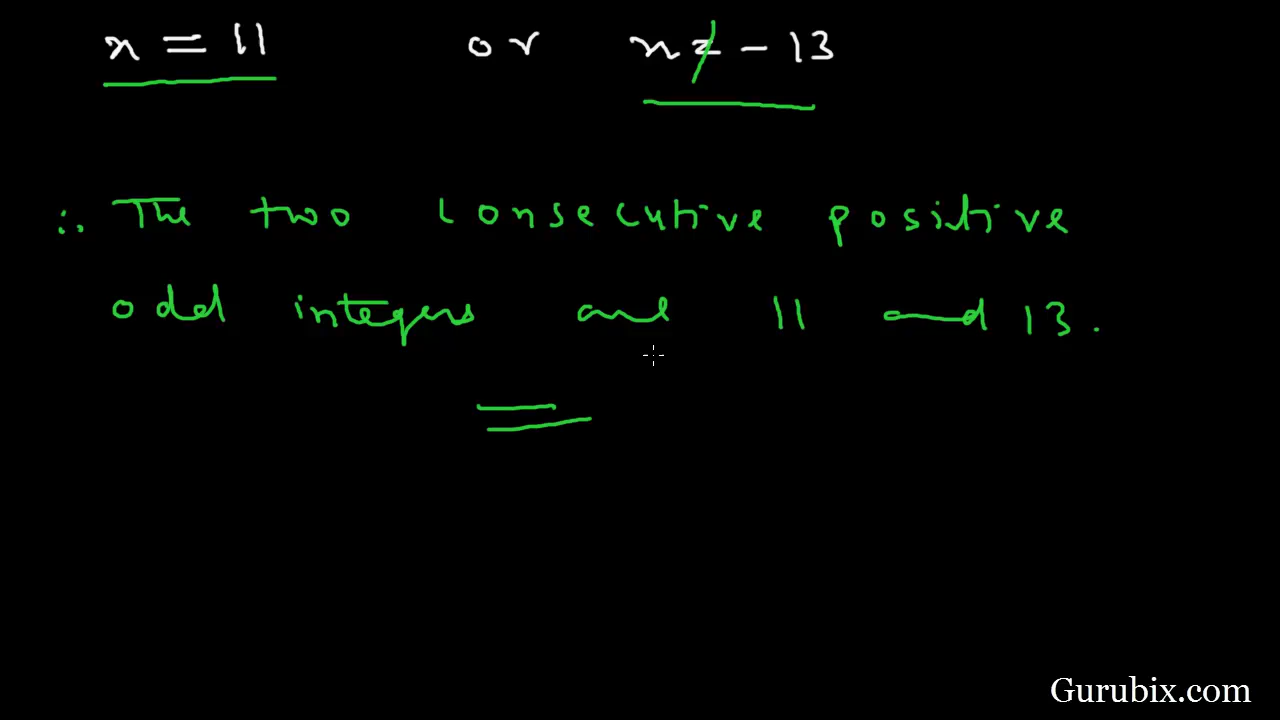 x = 11 or x ≠ - 13
∴ The two consecutive positive
odd integers are 11 and 13.
Gurubix.com